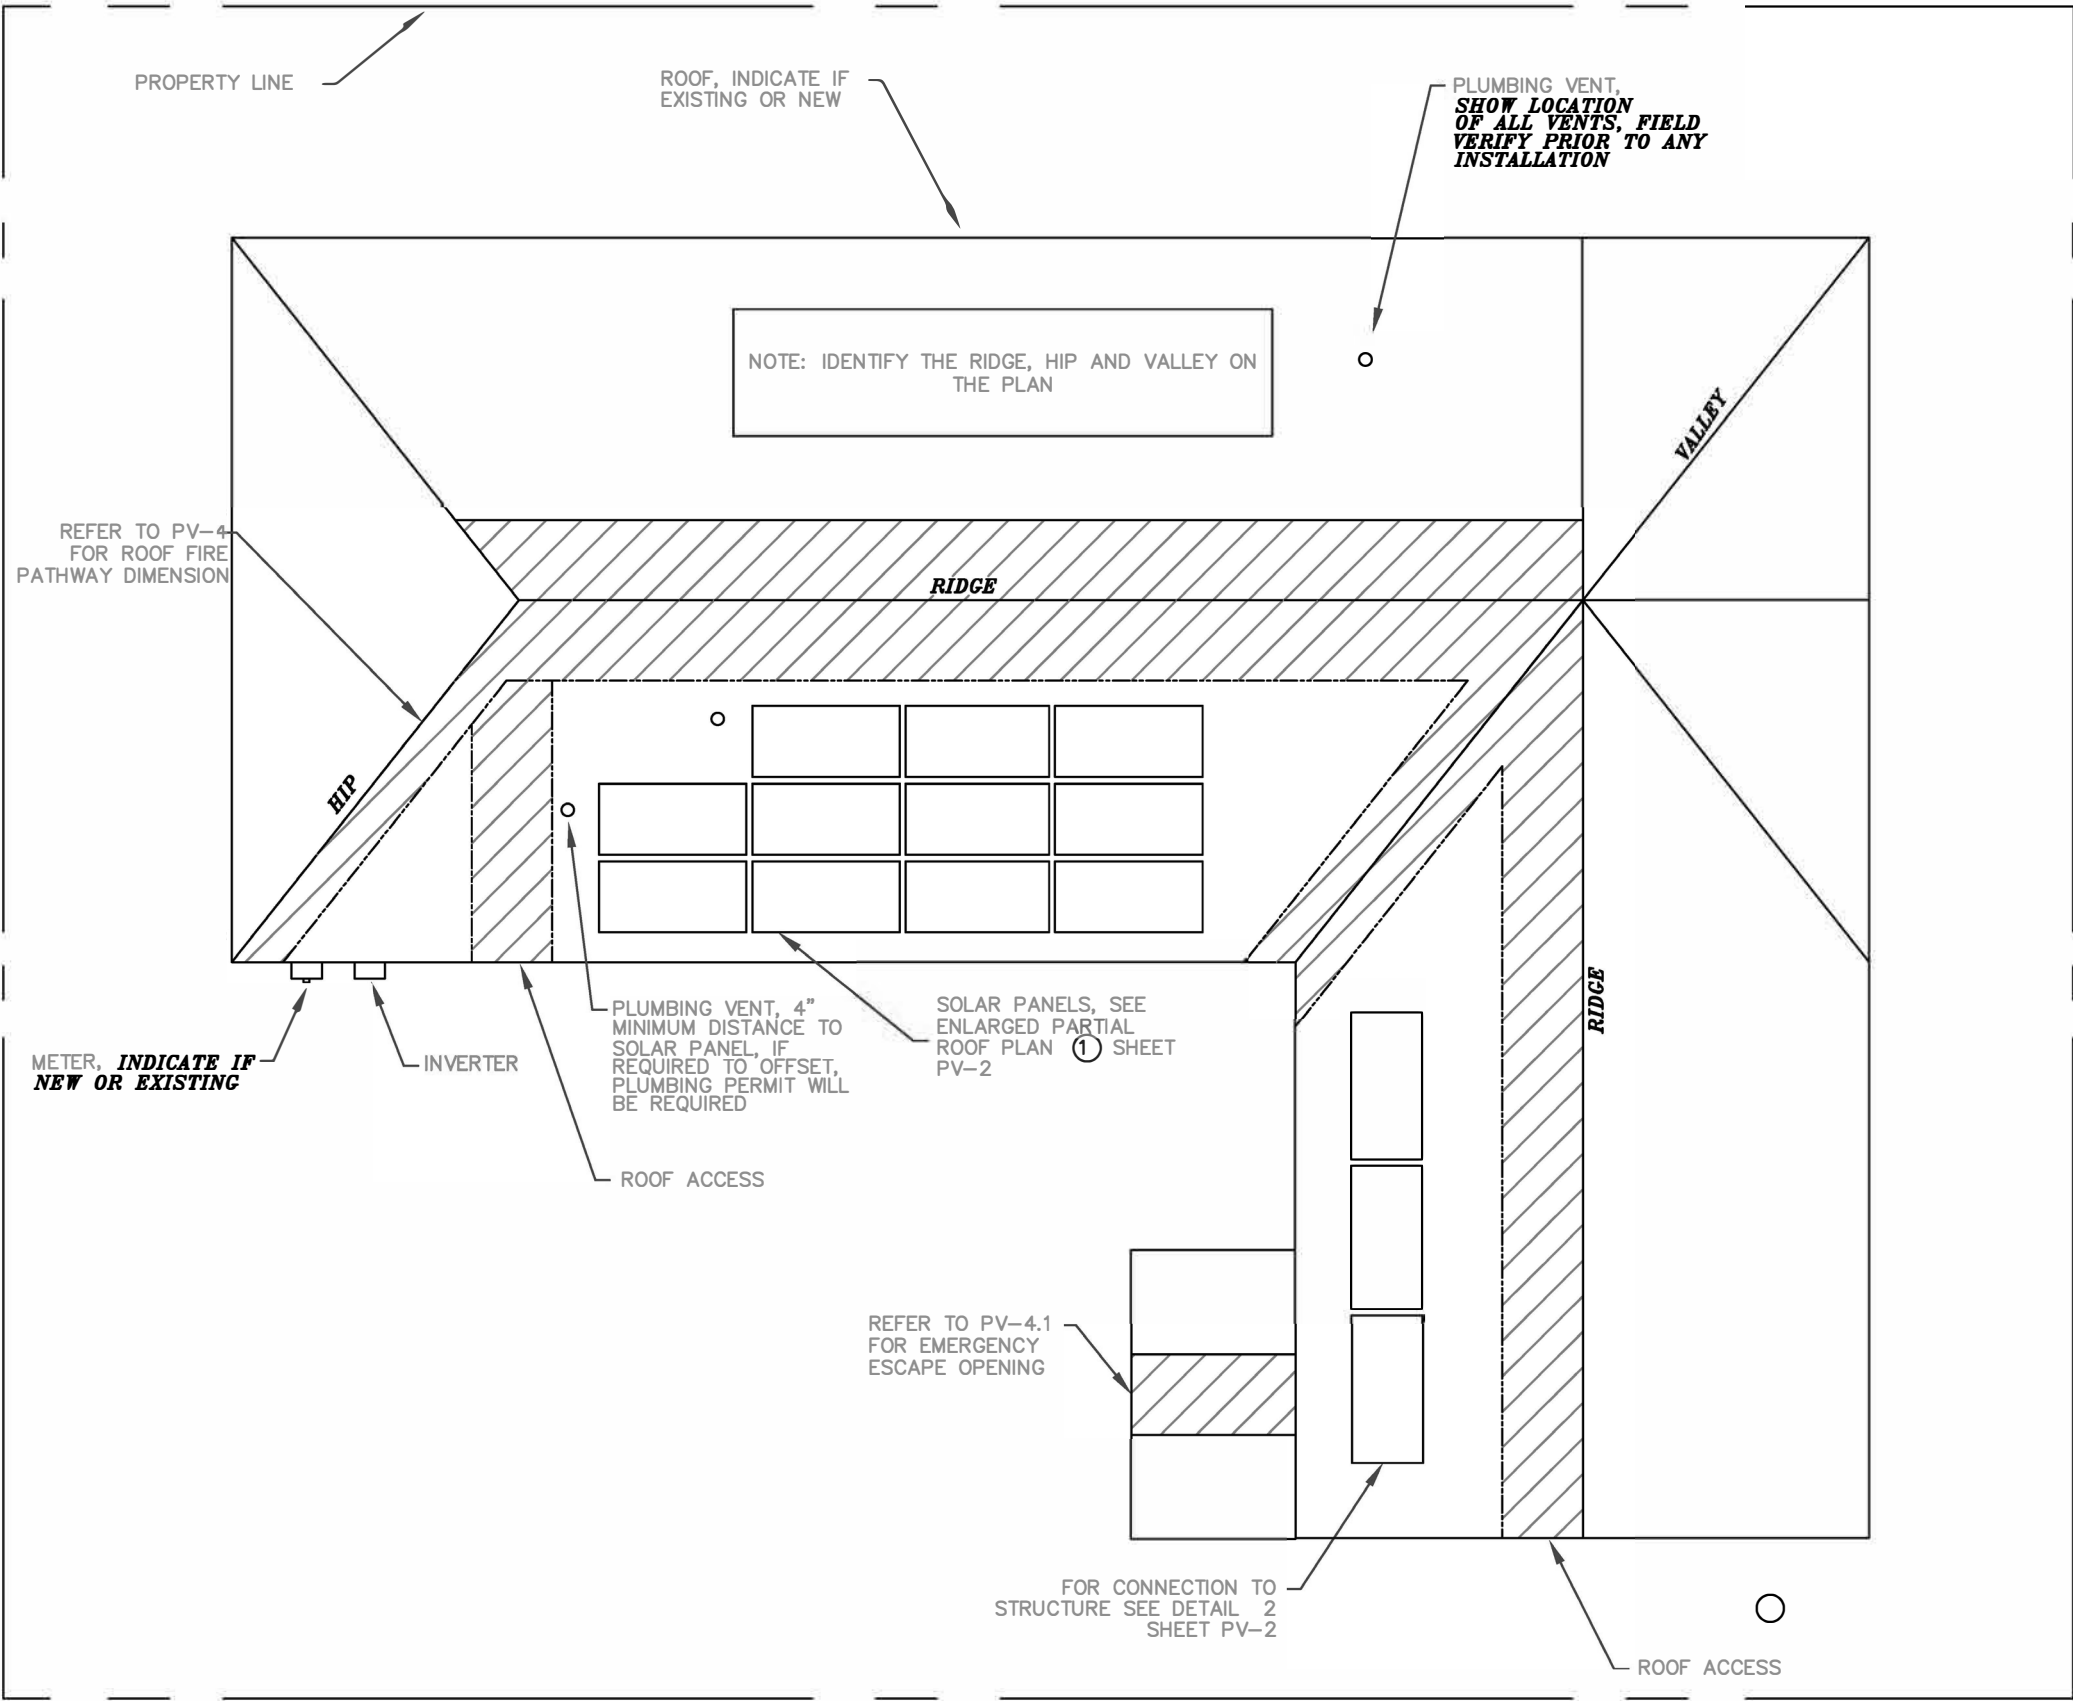 PROPERTY LINE
ROOF, INDICATE IF
EXISTING OR NEW
PLUMBING VENT,
SHOW LOCATION
OF ALL VENTS, FIELD
VERIFY PRIOR TO ANY
INSTALLATION
NOTE: IDENTIFY THE RIDGE, HIP AND VALLEY ON
THE PLAN
VALLEY
REFER TO PV-4
FOR ROOF FIRE
PATHWAY DIMENSION
RIDGE
HIP
RIDGE
METER, INDICATE IF
NEW OR EXISTING
INVERTER
PLUMBING VENT, 4"
MINIMUM DISTANCE TO
SOLAR PANEL, IF
REQUIRED TO OFFSET,
PLUMBING PERMIT WILL
BE REQUIRED
SOLAR PANELS, SEE
ENLARGED PARTIAL
ROOF PLAN 1 SHEET
PV-2
ROOF ACCESS
REFER TO PV-4.1
FOR EMERGENCY
ESCAPE OPENING
FOR CONNECTION TO
STRUCTURE SEE DETAIL 2
SHEET PV-2
ROOF ACCESS